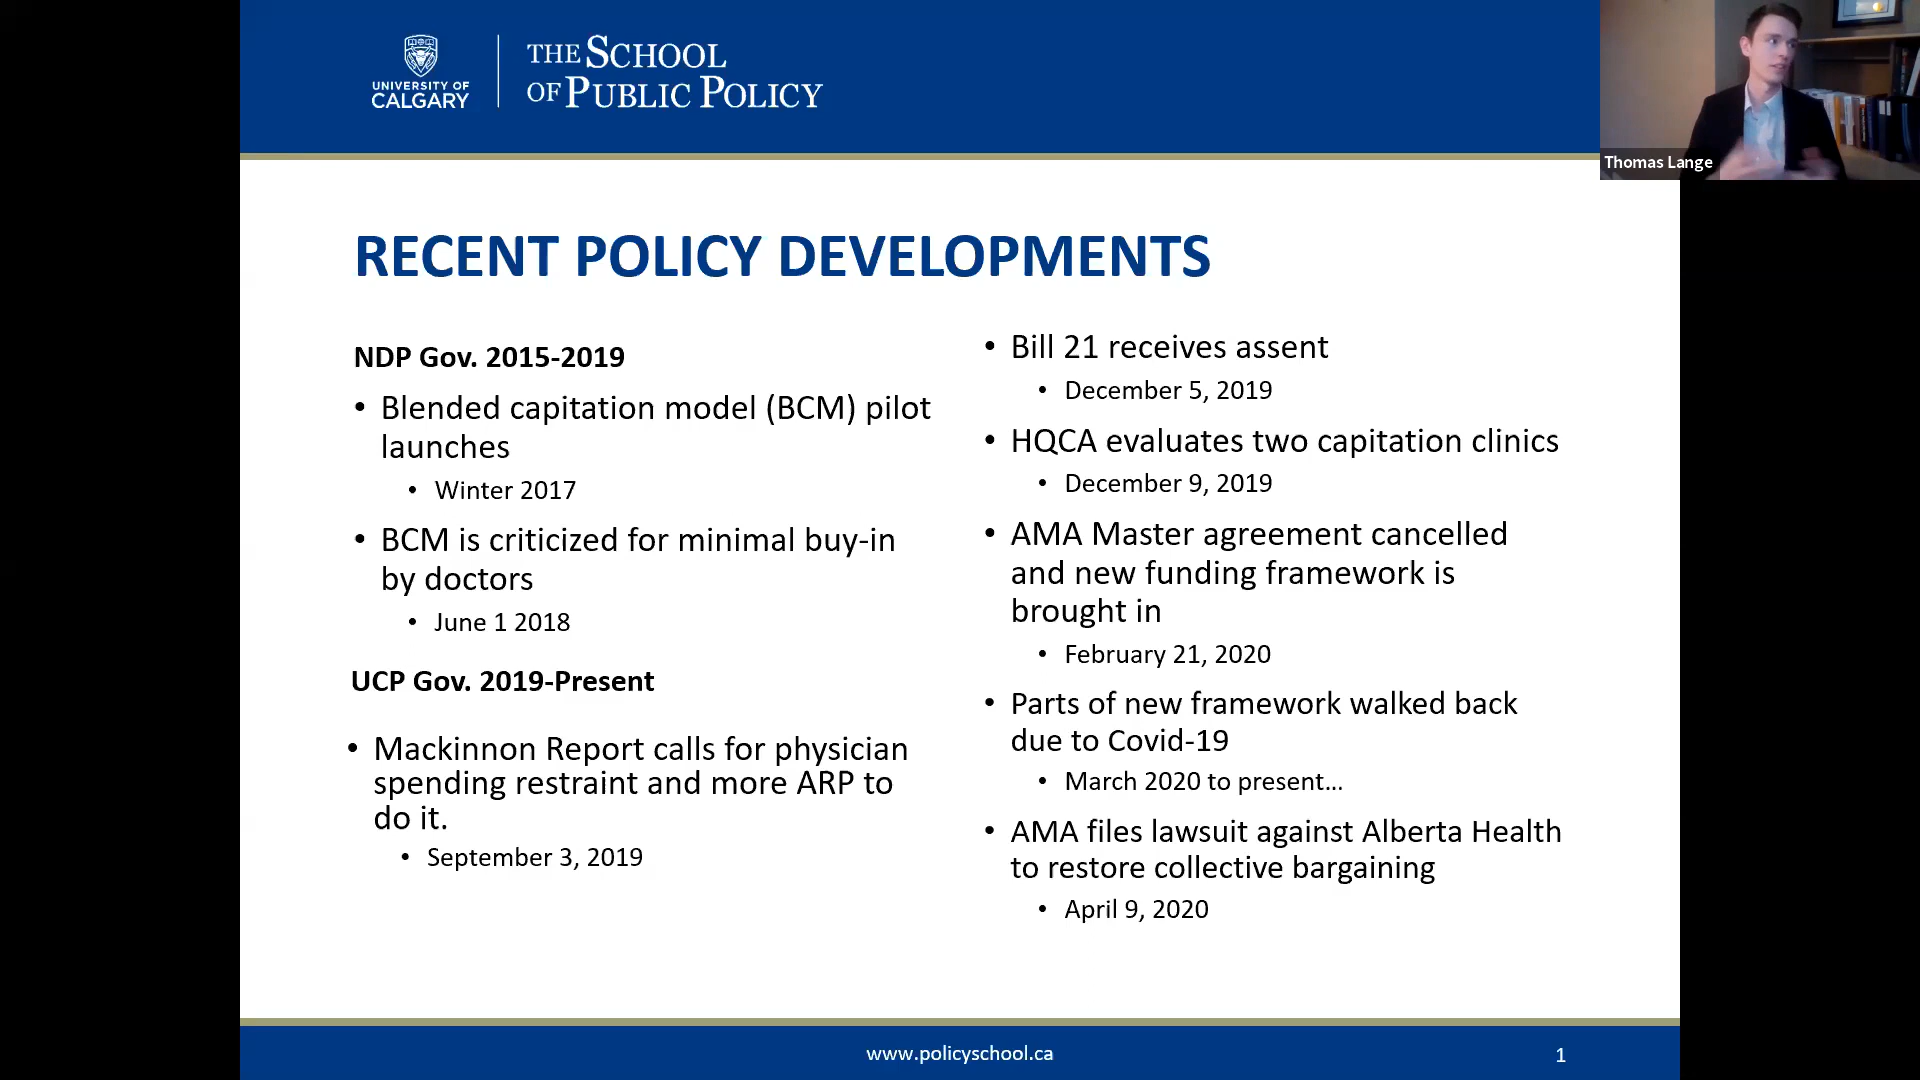 UNIVERSITY OF
CALGARY
THE SCHOOL
OF PUBLIC POLICY
Thomas Lange
RECENT POLICY DEVELOPMENTS
NDP Gov. 2015-2019
• Blended capitation model (BCM) pilot
launches
• Winter 2017
• BCM is criticized for minimal buy-in
by doctors
• June 1 2018
UCP Gov. 2019-Present
• Mackinnon Report calls for physician
spending restraint and more ARP to
do it.
• September 3, 2019
• Bill 21 receives assent
• December 5, 2019
• HQCA evaluates two capitation clinics
• December 9, 2019
• AMA Master agreement cancelled
and new funding framework is
brought in
• February 21, 2020
• Parts of new framework walked back
due to Covid-19
• March 2020 to present…
• AMA files lawsuit against Alberta Health
to restore collective bargaining
• April 9, 2020
www.policyschool.ca
1